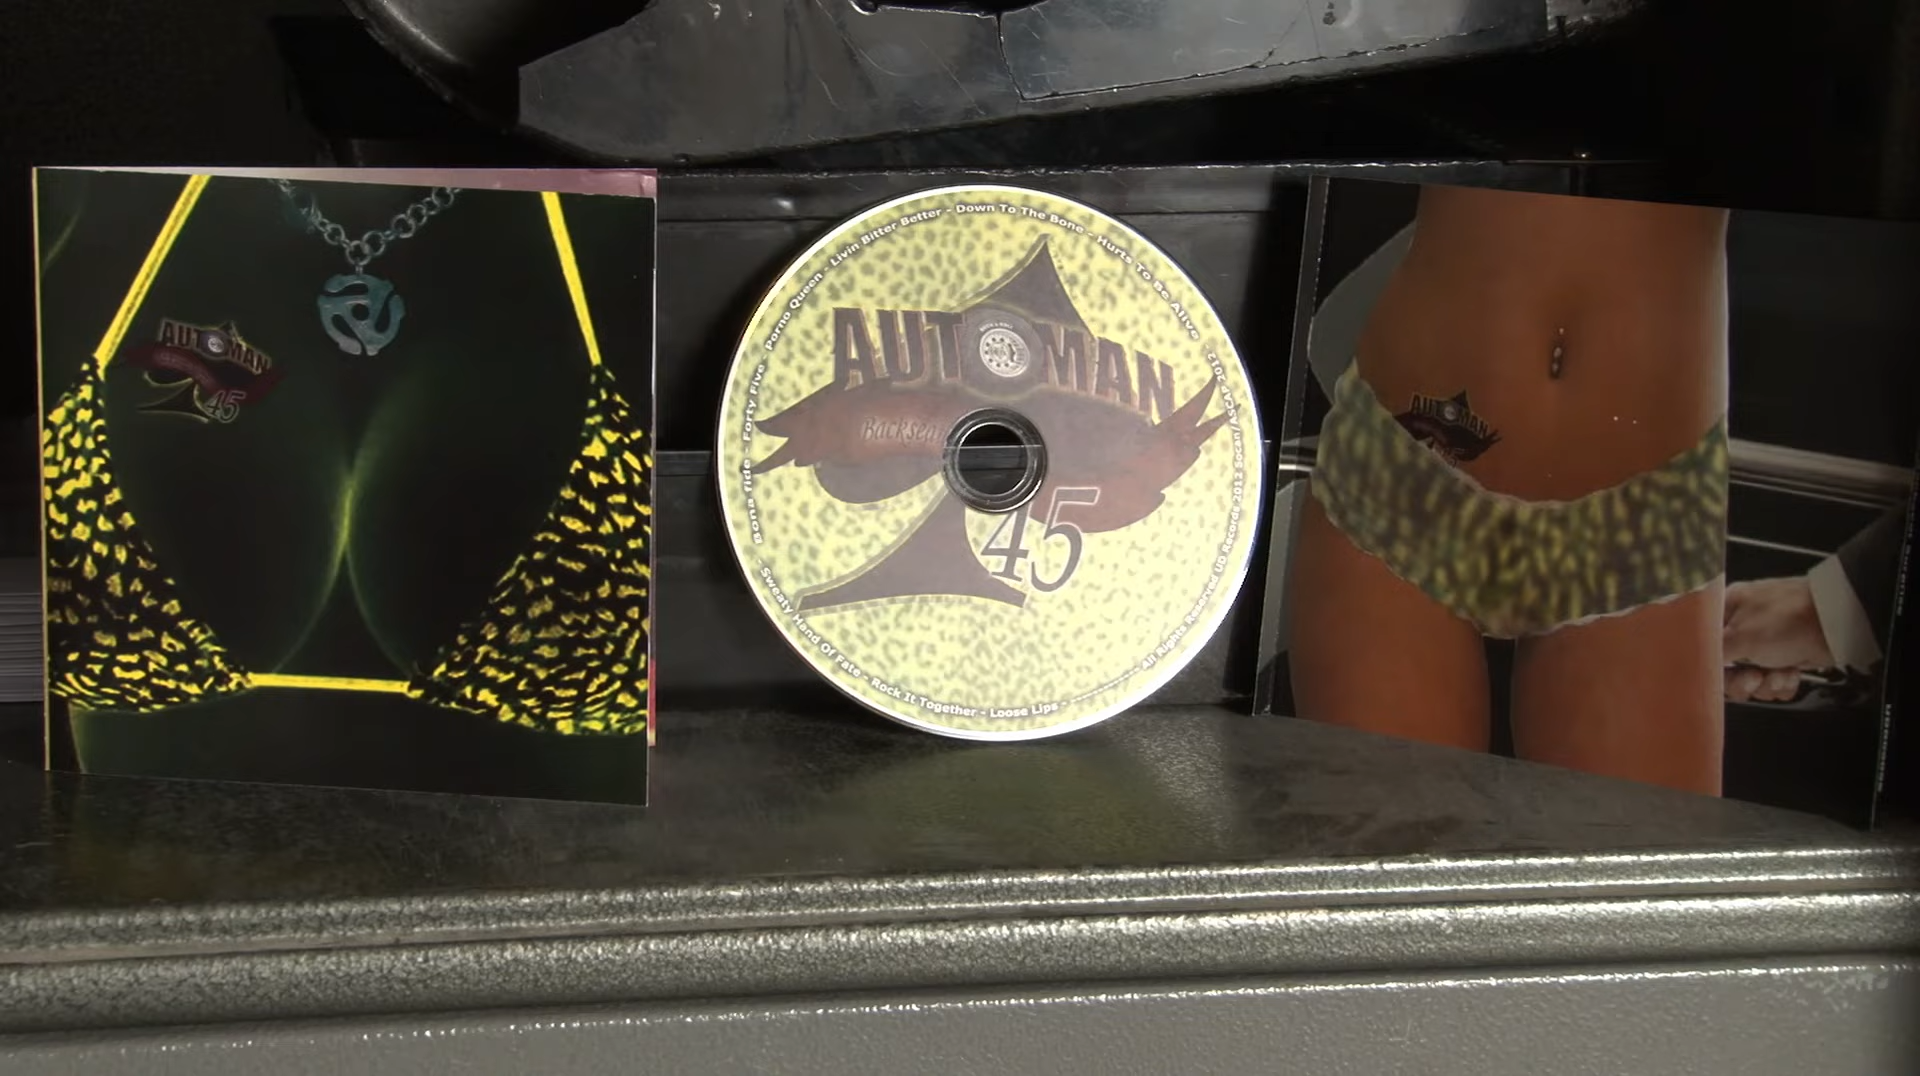 AUTOMAN
45
Bona fide - Forty Five - Porno Queen - Livin Bitter Better - Down To The Bone - Hurts To Be Alive - 2012
AUTOMAN
45
Sweaty Hand Of Fate - Rock It Together - Loose Lips - All Rights Reserved UD Records 2012 Socan/ASCAP 2012
AUTOMAN